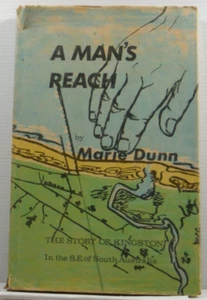 A MAN'S
REACH
by
Marie Dunn
THE STORY OF KINGSTON
In the S.E. of South Australia